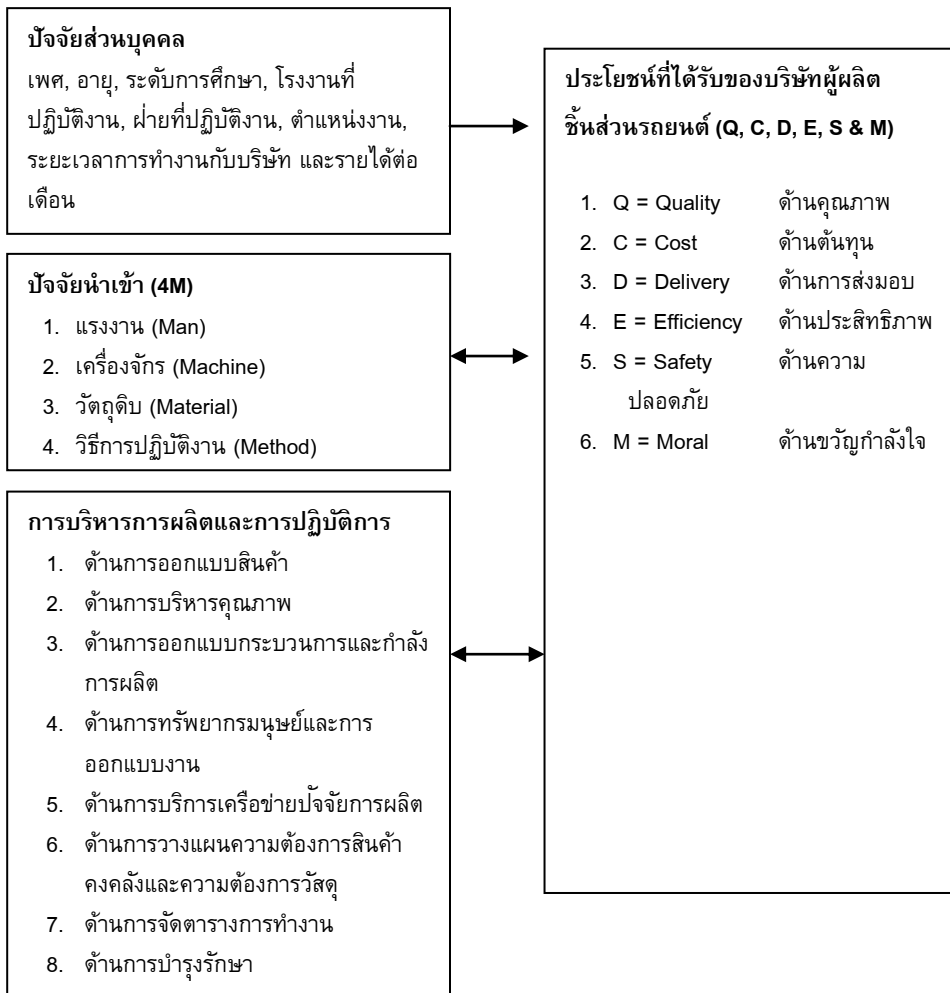 ปัจจัยส่วนบุคคล
เพศ, อายุ, ระดับการศึกษา, โรงงานที่
ปฏิบัติงาน, ฝ่ายที่ปฏิบัติงาน, ตำแหน่งงาน,
ระยะเวลาการทำงานกับบริษัท และรายได้ต่อ
เดือน
ปัจจัยนำเข้า (4M)
1. แรงงาน (Man)
2. เครื่องจักร (Machine)
3. วัตถุดิบ (Material)
4. วิธีการปฏิบัติงาน (Method)
การบริหารการผลิตและการปฏิบัติการ
1. ด้านการออกแบบสินค้า
2. ด้านการบริหารคุณภาพ
3. ด้านการออกแบบกระบวนการและกำลัง
การผลิต
4. ด้านการทรัพยากรมนุษย์และการ
ออกแบบงาน
5. ด้านการบริการเครือข่ายปัจจัยการผลิต
6. ด้านการวางแผนความต้องการสินค้า
คงคลังและความต้องการวัสดุ
7. ด้านการจัดตารางการทำงาน
8. ด้านการบำรุงรักษา
ประโยชน์ที่ได้รับของบริษัทผู้ผลิต
ชิ้นส่วนรถยนต์ (Q, C, D, E, S & M)
1. Q = Quality ด้านคุณภาพ
2. C = Cost ด้านต้นทุน
3. D = Delivery ด้านการส่งมอบ
4. E = Efficiency ด้านประสิทธิภาพ
5. S = Safety ด้านความ
ปลอดภัย
6. M = Moral ด้านขวัญกำลังใจ